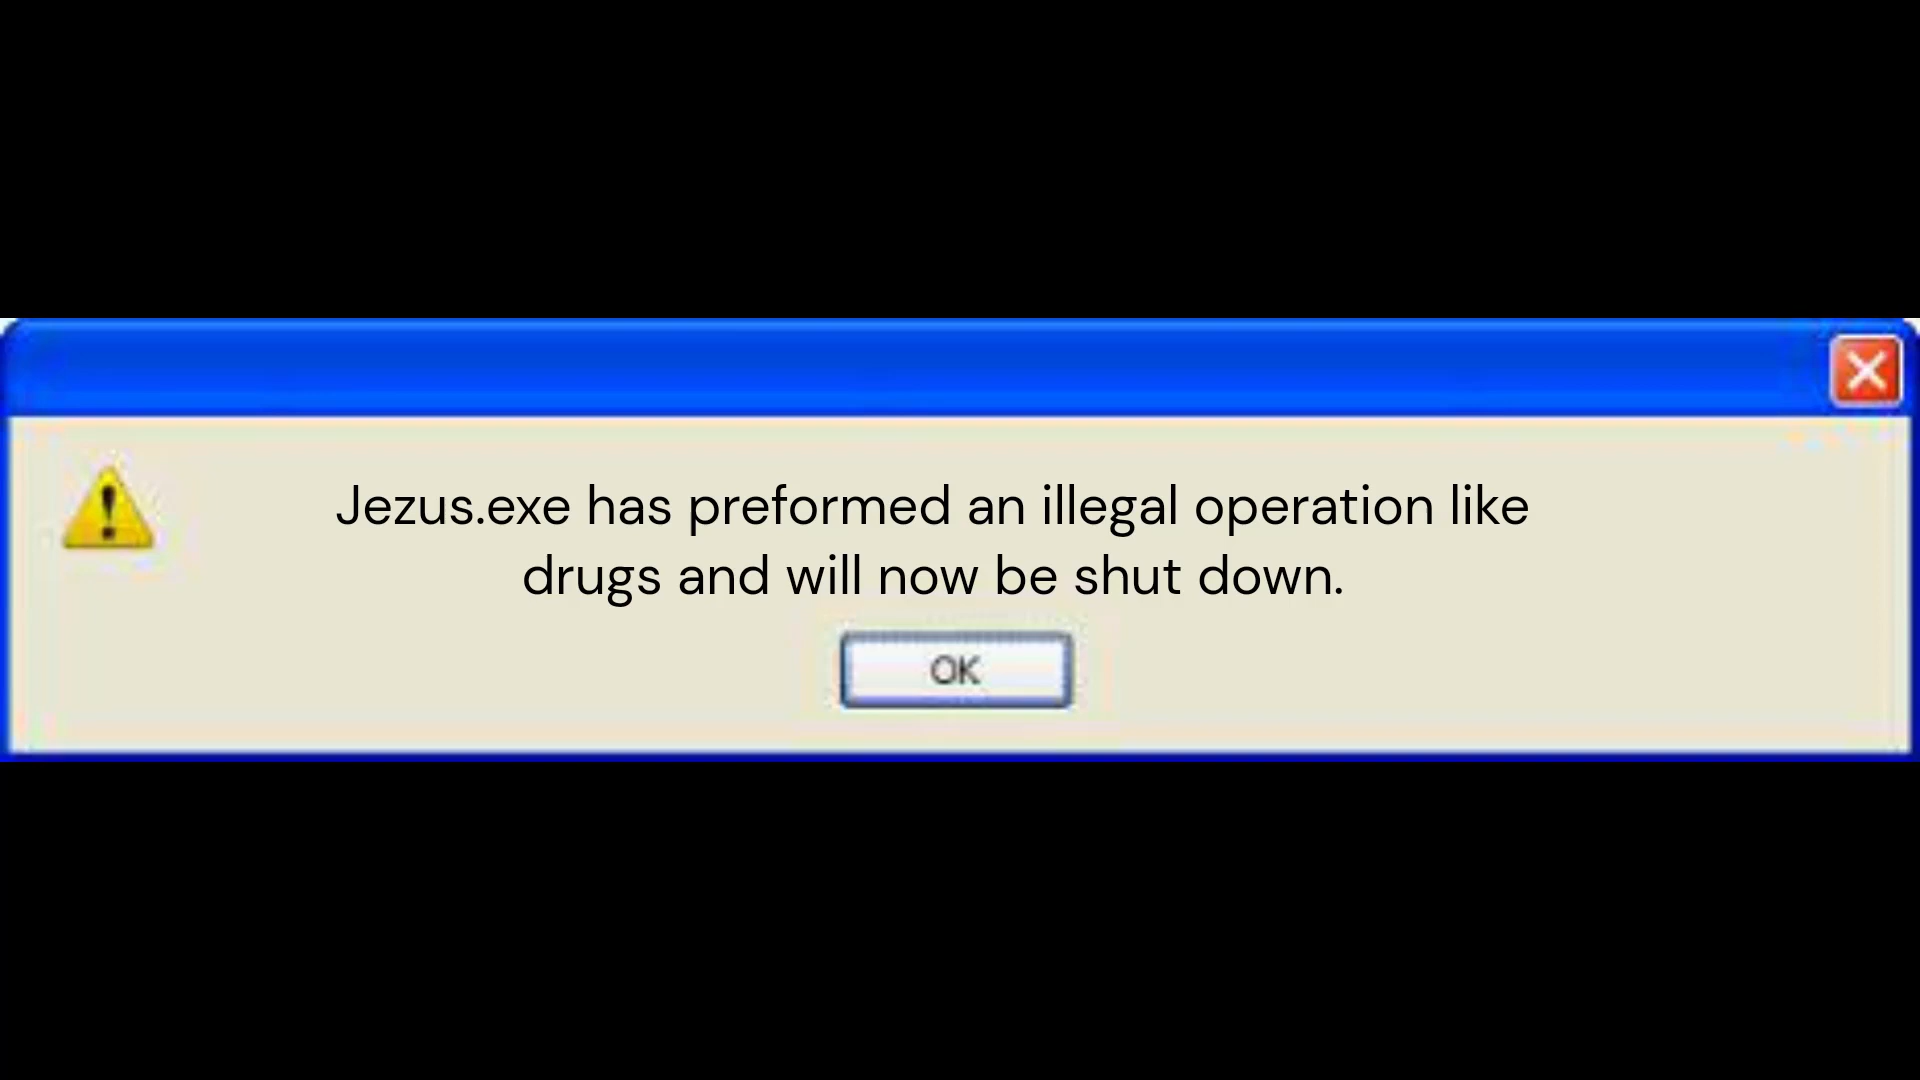 Jezus.exe has preformed an illegal operation like
drugs and will now be shut down.
OK